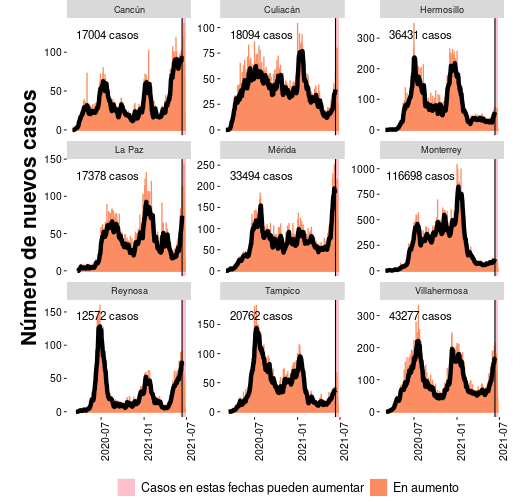 Cancún Culiacán Hermosillo
17004 casos 18094 casos 36431 casos
100 50 0
100 75 50 25 0
300 200 100 0
La Paz Mérida Monterrey
17378 casos 33494 casos 116698 casos
150 100 50 0
250 200 150 100 50 0
1000 750 500 250 0
Reynosa Tampico Villahermosa
12572 casos 20762 casos 43277 casos
150 100 50 0
150 100 50 0
300 200 100 0
2020-07 2021-01 2021-07 2020-07 2021-01 2021-07 2020-07 2021-01 2021-07
Número de nuevos casos
Casos en estas fechas pueden aumentar En aumento